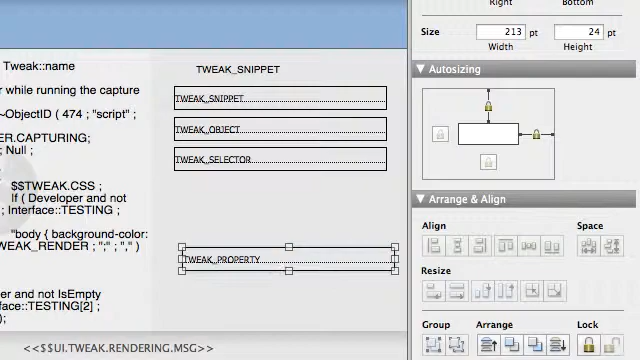 Right Bottom
Size 213 pt 24 pt
Width Height
Autosizing
Arrange & Align
Align Space
Resize
Group Arrange Lock
Tweak::name
er while running the capture
~ObjectID ( 474 ; "script" ;
ER.CAPTURING;
; Null ;
$$TWEAK.CSS ;
If ( Developer and not
; Interface::TESTING ;
"body { background-color:
WEAK_RENDER ; ";" ; "," )
er and not IsEmpty
face::TESTING[2] ;
);
TWEAK_SNIPPET
TWEAK_SNIPPET
TWEAK_OBJECT
TWEAK_SELECTOR
TWEAK_PROPERTY
<<$$UI.TWEAK.RENDERING.MSG>>